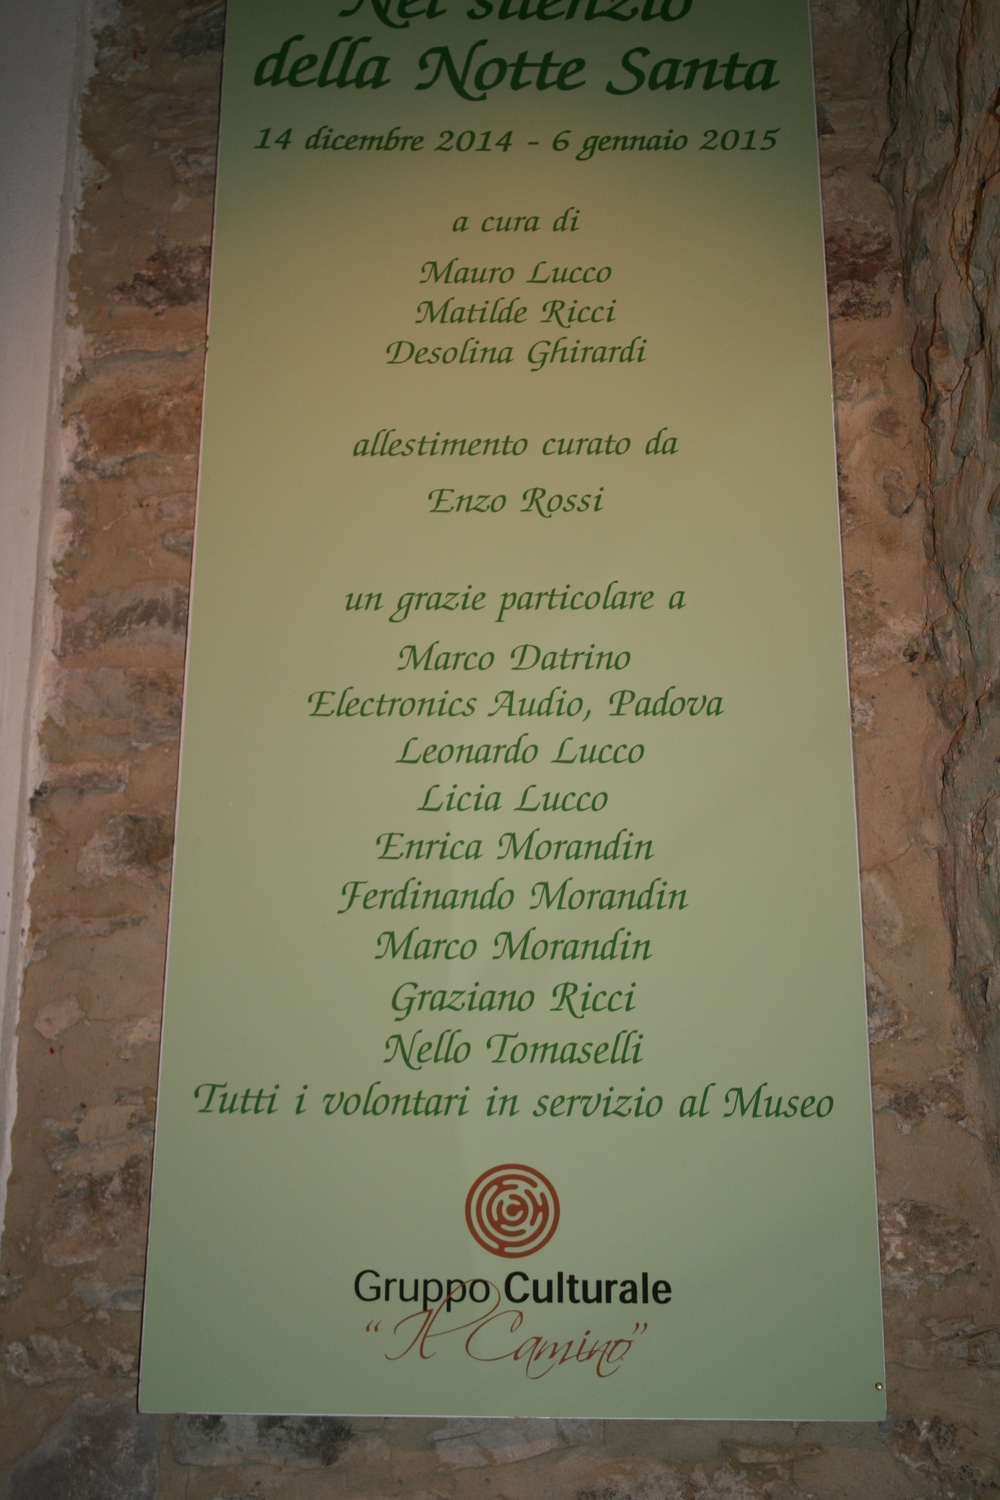 Nel silenzio
della Notte Santa
14 dicembre 2014 - 6 gennaio 2015
a cura di
Mauro Lucco
Matilde Ricci
Desolina Ghirardi
allestimento curato da
Enzo Rossi
un grazie particolare a
Marco Datrino
Electronics Audio, Padova
Leonardo Lucco
Licia Lucco
Enrica Morandin
Ferdinando Morandin
Marco Morandin
Graziano Ricci
Nello Tomaselli
Tutti i volontari in servizio al Museo
Gruppo Culturale
"Il Camino"